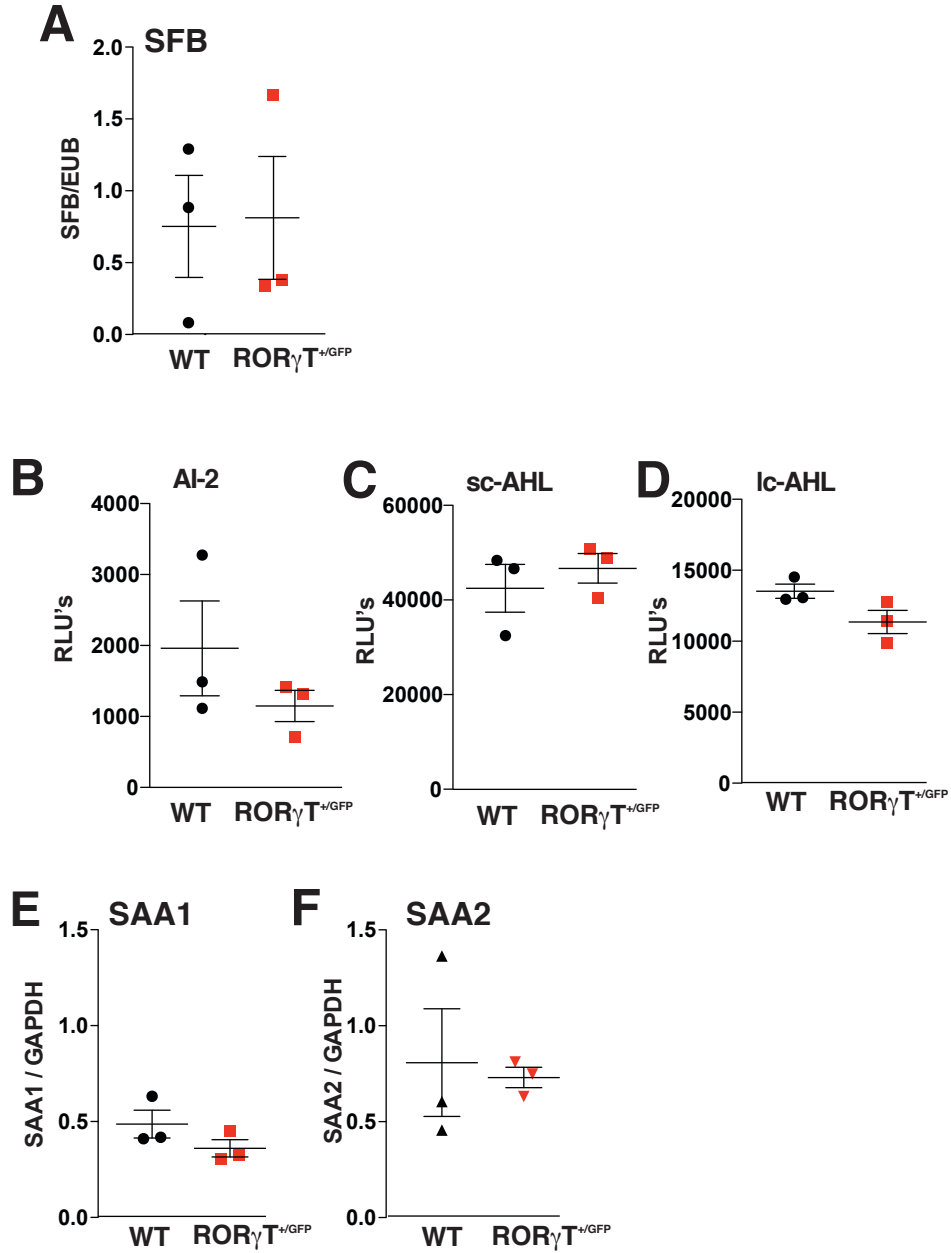 A
SFB
2.0
1.5
1.0
0.5
0.0
SFB/EUB
WT
RORγT+/GFP
B
AI-2
4000
3000
2000
1000
0
RLU's
WT
RORγT+/GFP
C
sc-AHL
60000
40000
20000
0
RLU's
WT
RORγT+/GFP
D
lc-AHL
20000
15000
10000
5000
0
RLU's
WT
RORγT+/GFP
E
SAA1
1.5
1.0
0.5
0.0
SAA1 / GAPDH
WT
RORγT+/GFP
F
SAA2
1.5
1.0
0.5
0.0
SAA2 / GAPDH
WT
RORγT+/GFP